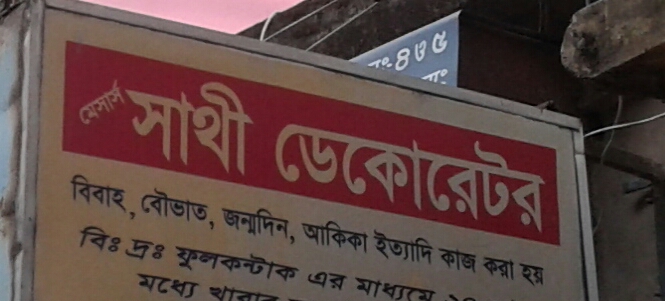 নং-৪৩৫
মেসার্স সাথী ডেকোরেটর
বিবাহ, বৌভাত, জন্মদিন, আকিকা ইত্যাদি কাজ করা হয়
বিঃ দ্রঃ ফুলকন্টাক এর মাধ্যমে
মধ্যে খাবার